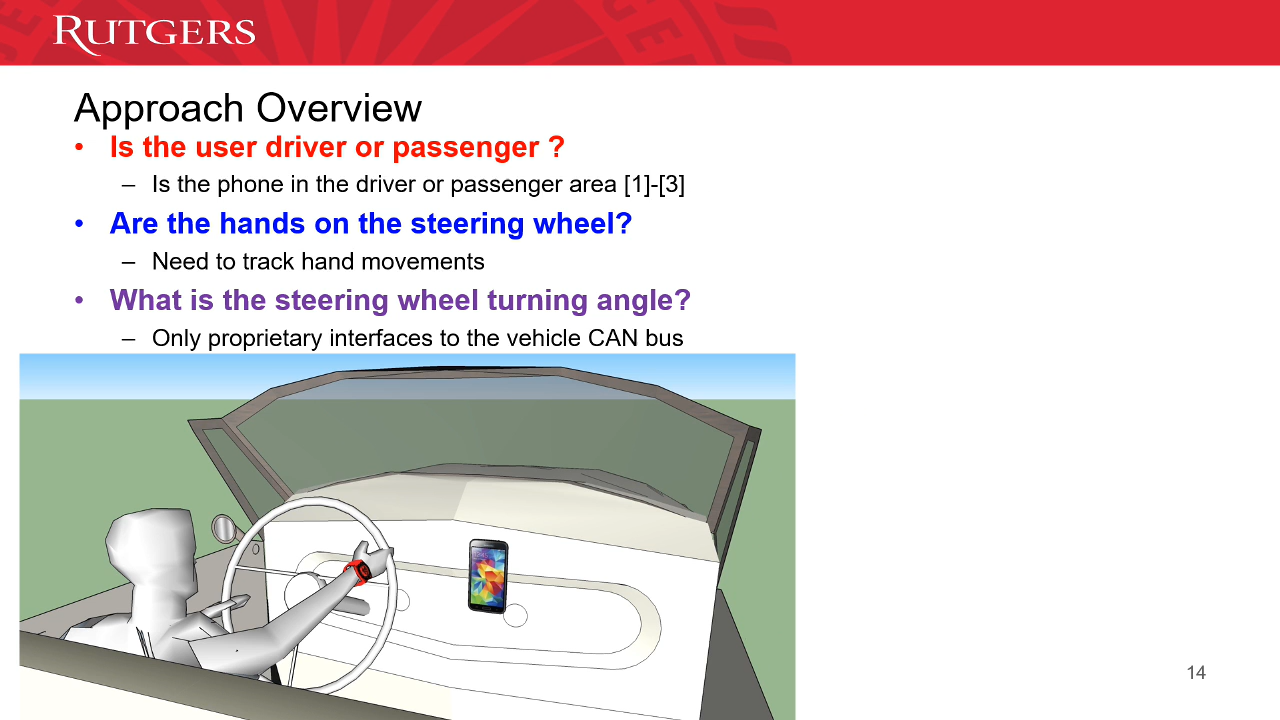 RUTGERS
Approach Overview
• Is the user driver or passenger ?
– Is the phone in the driver or passenger area [1]-[3]
• Are the hands on the steering wheel?
– Need to track hand movements
• What is the steering wheel turning angle?
– Only proprietary interfaces to the vehicle CAN bus
14